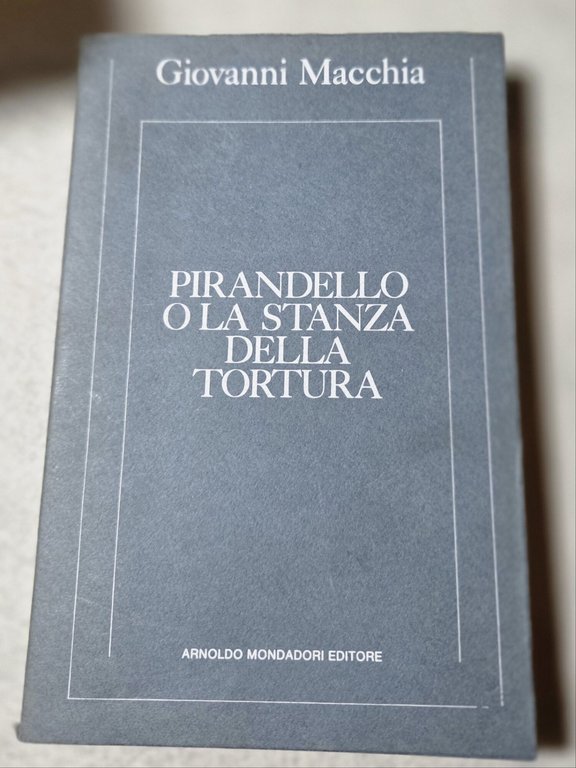 Giovanni Macchia
PIRANDELLO
O LA STANZA
DELLA
TORTURA
ARNOLDO MONDADORI EDITORE